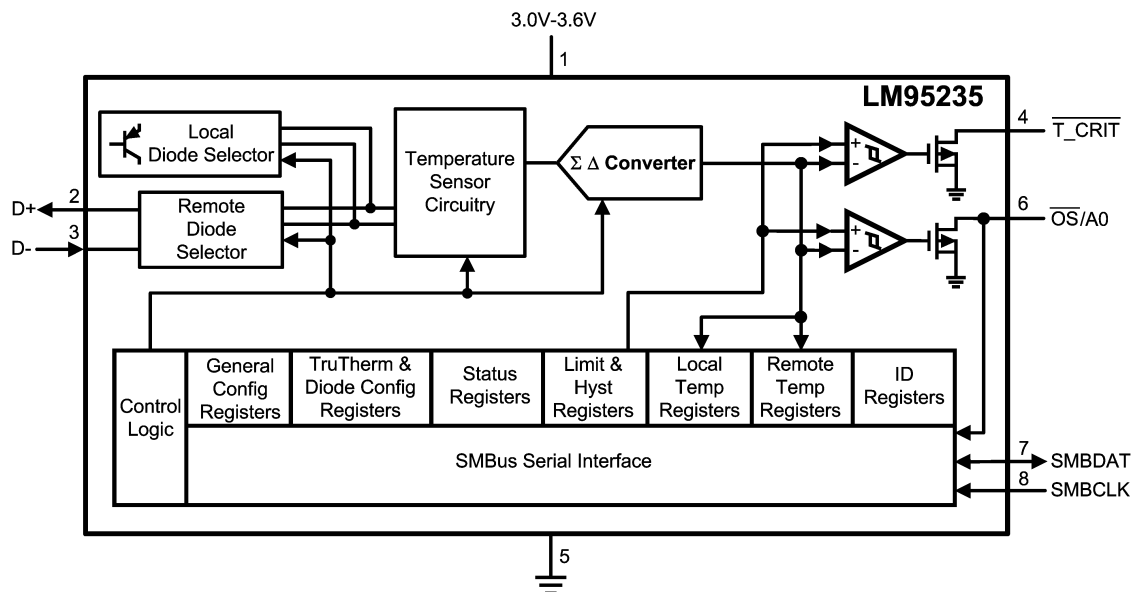 3.0V-3.6V
1
LM95235
Local
Diode Selector
Temperature
Sensor
Circuitry
Σ Δ Converter
+
-
4
T_CRIT
D+
2
D-
3
Remote
Diode
Selector
+
-
6
OS/A0
Control
Logic
General
Config
Registers
TruTherm &
Diode Config
Registers
Status
Registers
Limit &
Hyst
Registers
Local
Temp
Registers
Remote
Temp
Registers
ID
Registers
SMBus Serial Interface
7
SMBDAT
8
SMBCLK
5